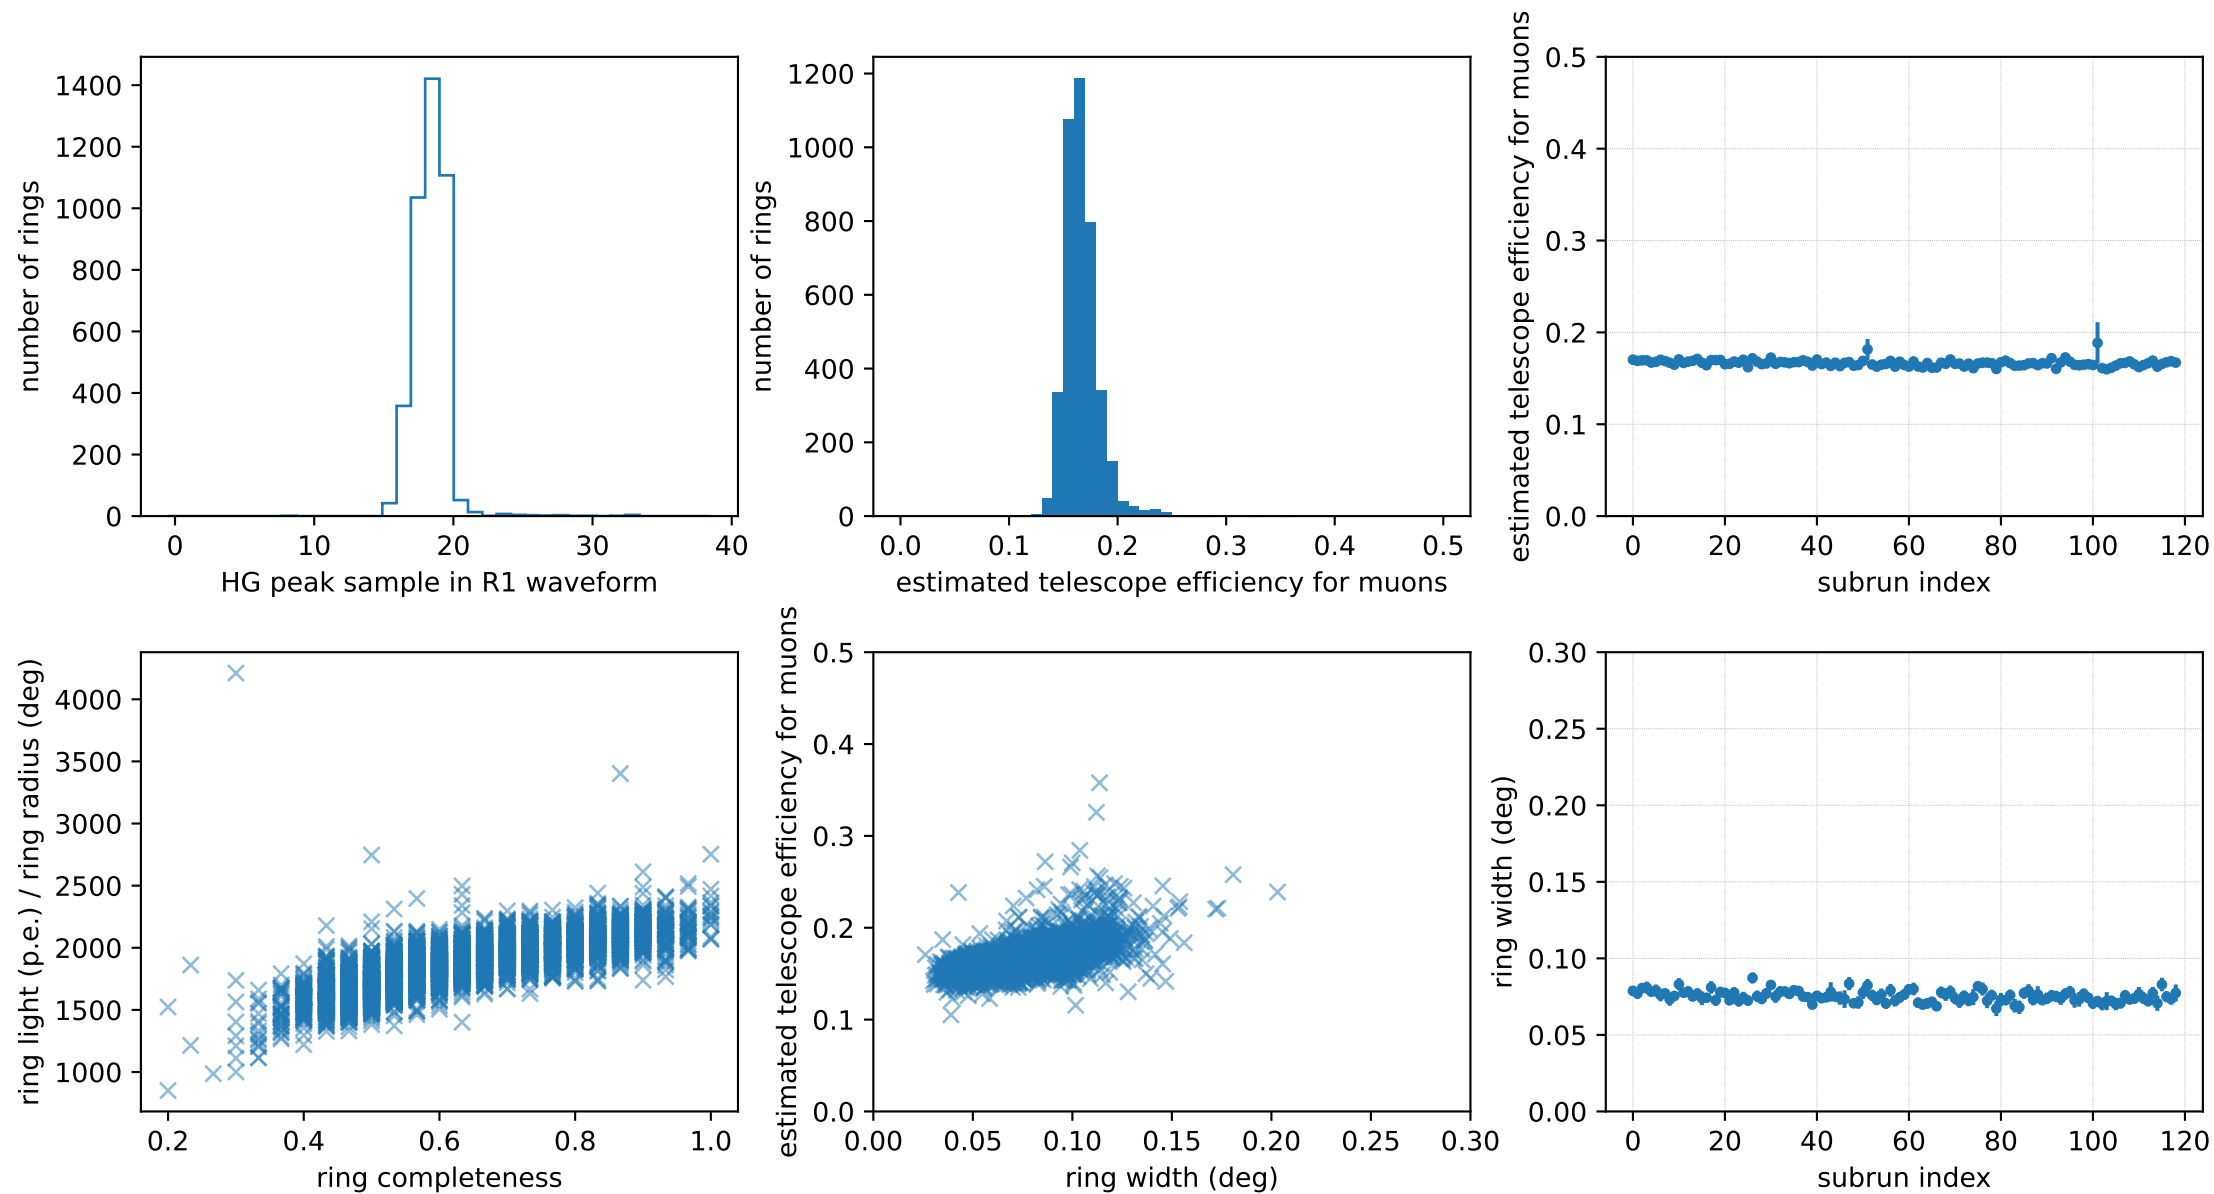 1400
1200
1000
800
600
400
200
0
number of rings
0 10 20 30 40
HG peak sample in R1 waveform
1200
1000
800
600
400
200
0
number of rings
0.0 0.1 0.2 0.3 0.4 0.5
estimated telescope efficiency for muons
0.5
0.4
0.3
0.2
0.1
0.0
estimated telescope efficiency for muons
0 20 40 60 80 100 120
subrun index
4000
3500
3000
2500
2000
1500
1000
ring light (p.e.) / ring radius (deg)
0.2 0.4 0.6 0.8 1.0
ring completeness
0.5
0.4
0.3
0.2
0.1
0.0
estimated telescope efficiency for muons
0.00 0.05 0.10 0.15 0.20 0.25 0.30
ring width (deg)
0.30
0.25
0.20
0.15
0.10
0.05
0.00
ring width (deg)
0 20 40 60 80 100 120
subrun index